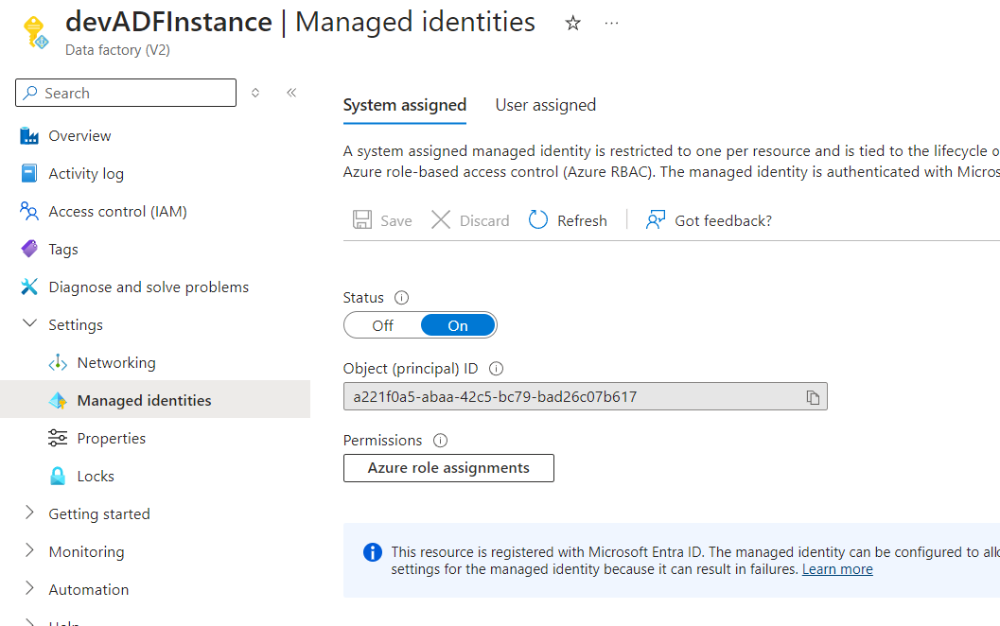 devADFInstance | Managed identities
Data factory (V2)
Search
Overview
Activity log
Access control (IAM)
Tags
Diagnose and solve problems
Settings
Networking
Managed identities
Properties
Locks
Getting started
Monitoring
Automation
Help
System assigned
User assigned
A system assigned managed identity is restricted to one per resource and is tied to the lifecycle o
Azure role-based access control (Azure RBAC). The managed identity is authenticated with Micros
Save
Discard
Refresh
Got feedback?
Status
Off
On
Object (principal) ID
a221f0a5-abaa-42c5-bc79-bad26c07b617
Permissions
Azure role assignments
This resource is registered with Microsoft Entra ID. The managed identity can be configured to allo
settings for the managed identity because it can result in failures. Learn more